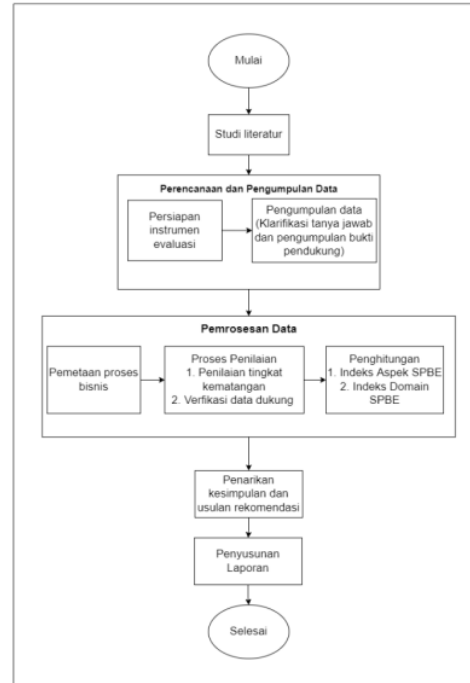 Mulai
Studi literatur
Perencanaan dan Pengumpulan Data
Persiapan
instrumen
evaluasi
Pengumpulan data
(Klarifikasi tanya jawab
dan pengumpulan bukti
pendukung)
Pemrosesan Data
Pemetaan proses
bisnis
Proses Penilaian
1. Penilaian tingkat
kematangan
2. Verfikasi data dukung
Penghitungan
1. Indeks Aspek SPBE
2. Indeks Domain
SPBE
Penarikan
kesimpulan dan
usulan rekomendasi
Penyusunan
Laporan
Selesai